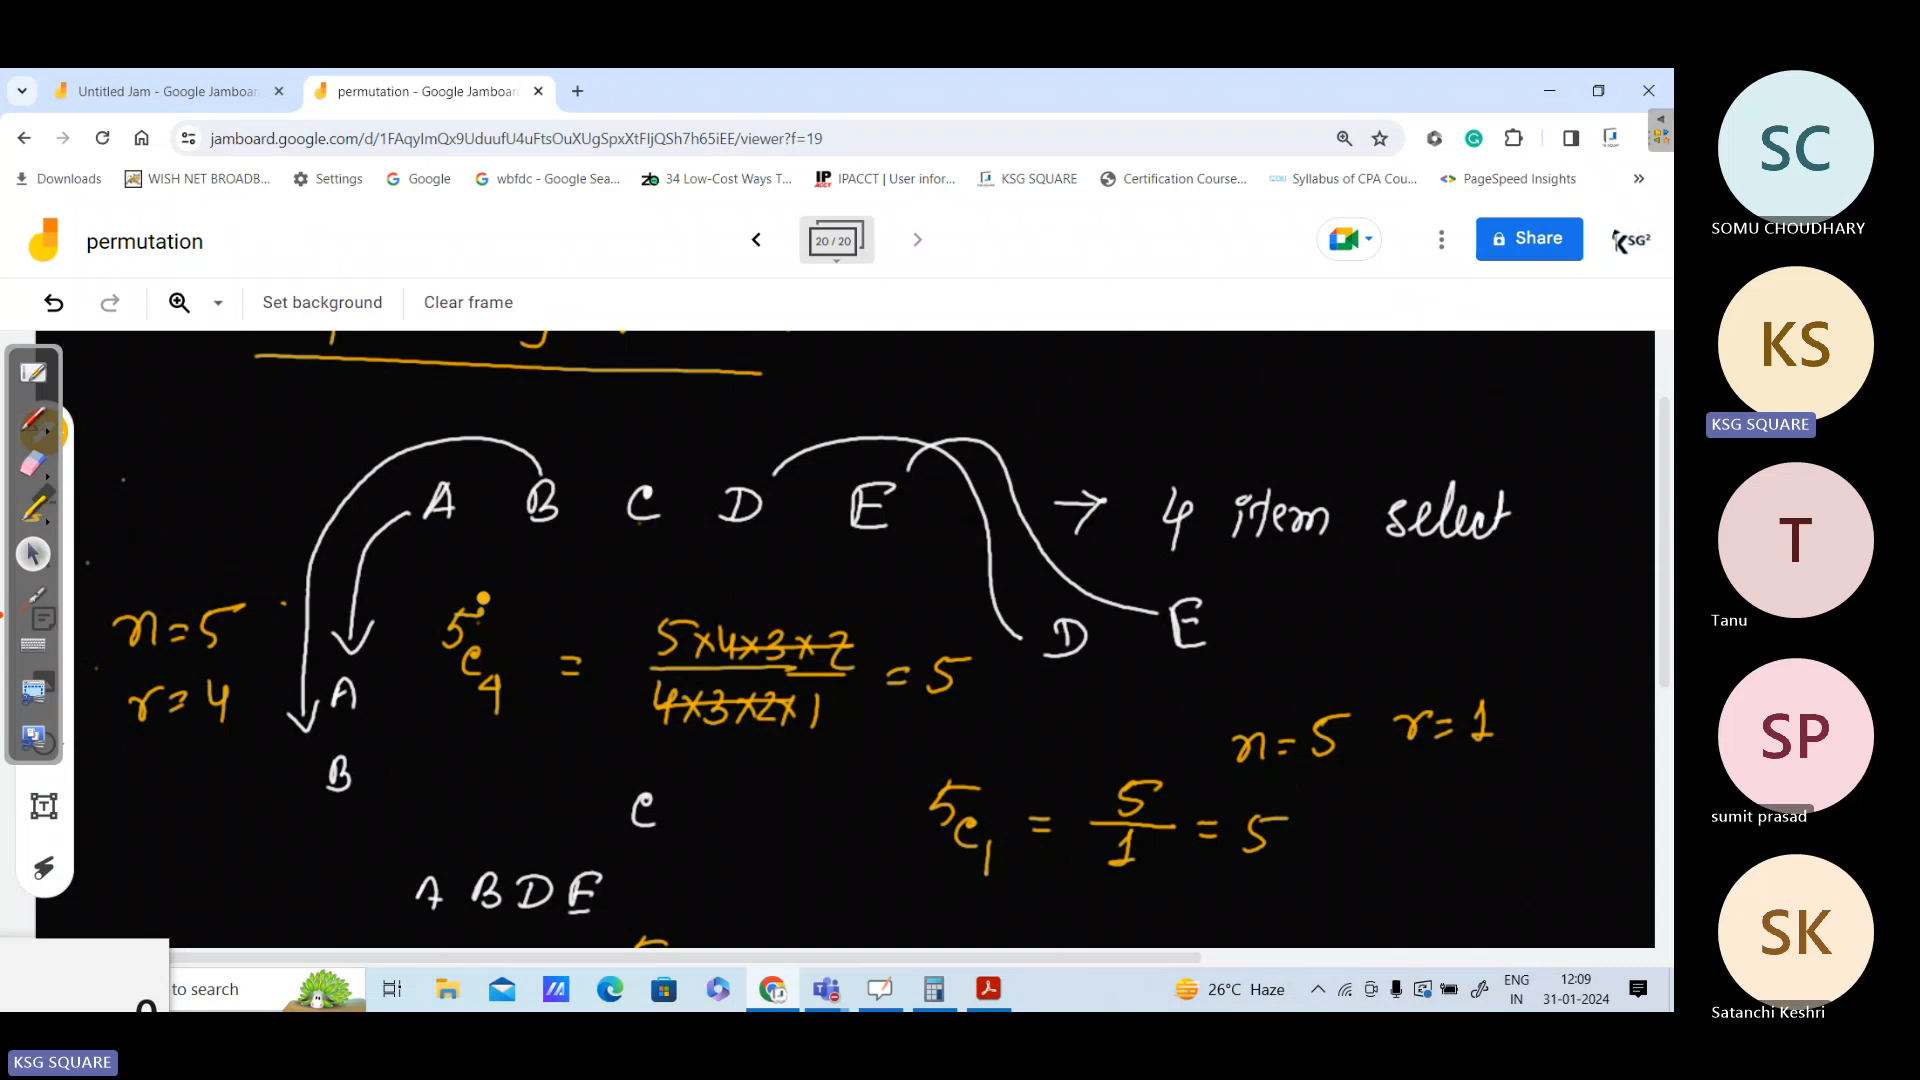 Untitled Jam - Google Jamboar
permutation - Google Jamboar
jamboard.google.com/d/1FAqyImQx9UduufU4uFtsOuXUgSpxXtFIjQSh7h65iEE/viewer?f=19
Downloads
WISH NET BROADB...
Settings
Google
wbfdc - Google Sea...
34 Low-Cost Ways T...
IPACCT | User infor...
KSG SQUARE
Certification Course...
Syllabus of CPA Cou...
PageSpeed Insights
permutation
20 / 20
Share
KSG²
Set background
Clear frame
A B C D E → 4 item select
n=5
r=4
5C4 = 5×4×3×2 / 4×3×2×1 = 5
D E
A
B
C
n=5 r=1
5C1 = 5/1 = 5
A B D E
to search
26°C Haze
ENG
IN
12:09
31-01-2024
SC
SOMU CHOUDHARY
KS
KSG SQUARE
T
Tanu
SP
sumit prasad
SK
Satanchi Keshri
KSG SQUARE